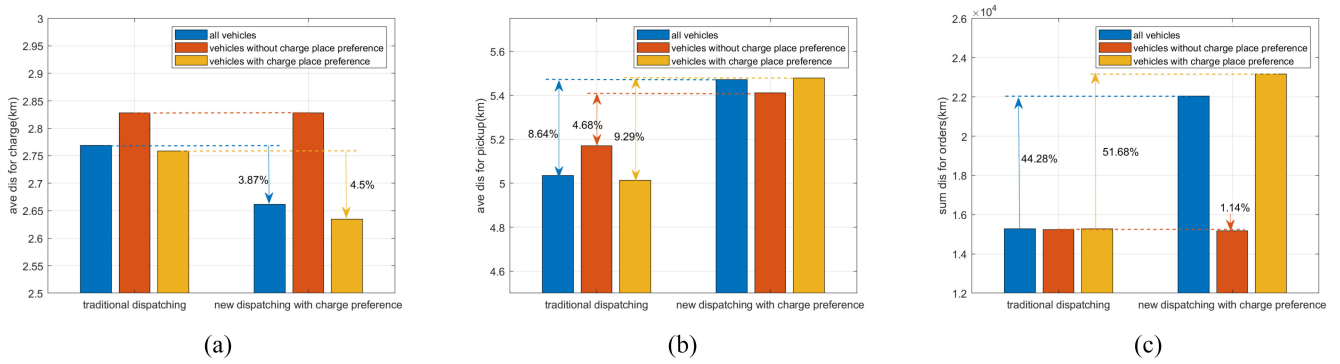 3
2.95
2.9
2.85
2.8
2.75
2.7
2.65
2.6
2.55
2.5
ave dis for charge(km)
all vehicles
vehicles without charge place preference
vehicles with charge place preference
3.87%
4.5%
traditional dispatching
new dispatching with charge preference
(a)
5.8
5.6
5.4
5.2
5
4.8
4.6
ave dis for pickup(km)
all vehicles
vehicles without charge place preference
vehicles with charge place preference
8.64%
4.68%
9.29%
traditional dispatching
new dispatching with charge preference
(b)
×10⁴
2.6
2.4
2.2
2
1.8
1.6
1.4
1.2
sum dis for orders(km)
all vehicles
vehicles without charge place preference
vehicles with charge place preference
44.28%
51.68%
1.14%
traditional dispatching
new dispatching with charge preference
(c)